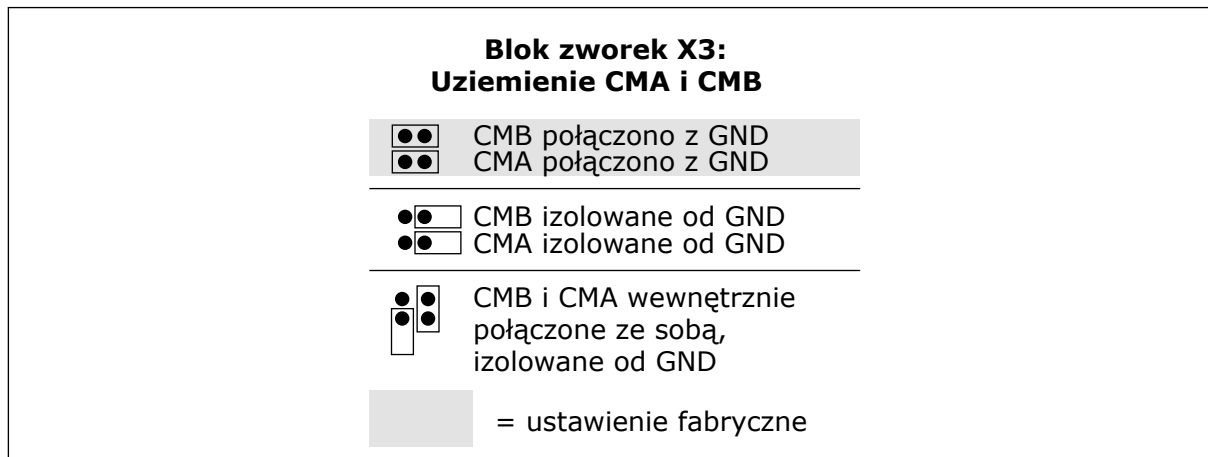 Blok zworek X3:
Uziemienie CMA i CMB
CMB połączono z GND
CMA połączono z GND
CMB izolowane od GND
CMA izolowane od GND
CMB i CMA wewnętrznie
połączone ze sobą,
izolowane od GND
= ustawienie fabryczne